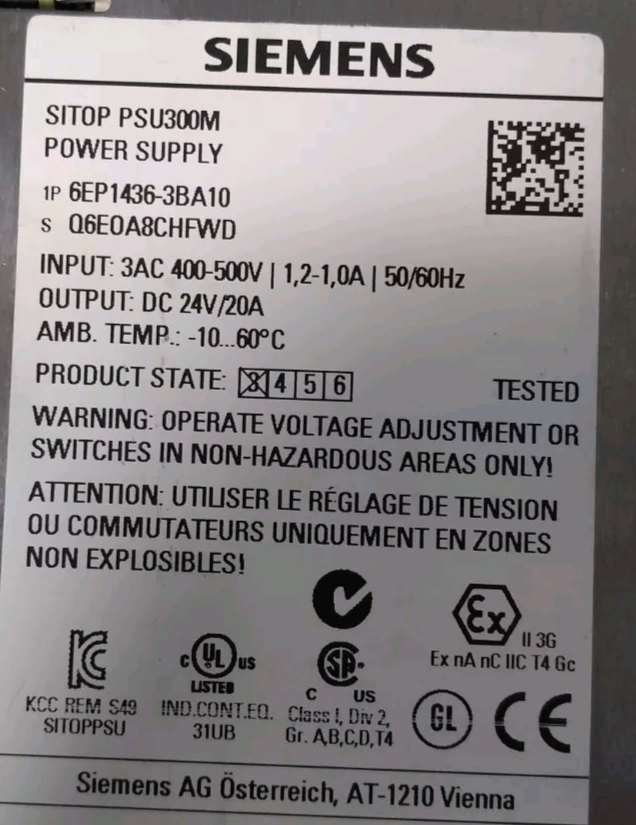 SIEMENS
SITOP PSU300M
POWER SUPPLY
1P 6EP1436-3BA10
S Q6E0A8CHFWD
INPUT: 3AC 400-500V | 1,2-1,0A | 50/60Hz
OUTPUT: DC 24V/20A
AMB. TEMP.: -10...60°C
PRODUCT STATE: 3 4 5 6 TESTED
WARNING: OPERATE VOLTAGE ADJUSTMENT OR
SWITCHES IN NON-HAZARDOUS AREAS ONLY!
ATTENTION: UTILISER LE RÉGLAGE DE TENSION
OU COMMUTATEURS UNIQUEMENT EN ZONES
NON EXPLOSIBLES!
Ex II 3G
Ex nA nC IIC T4 Gc
KCC REM S49
SITOPPSU
c UL us
LISTED
IND.CONT.EQ.
31UB
SA
C US
Class I, Div 2,
Gr. A,B,C,D,T4
GL CE
Siemens AG Österreich, AT-1210 Vienna